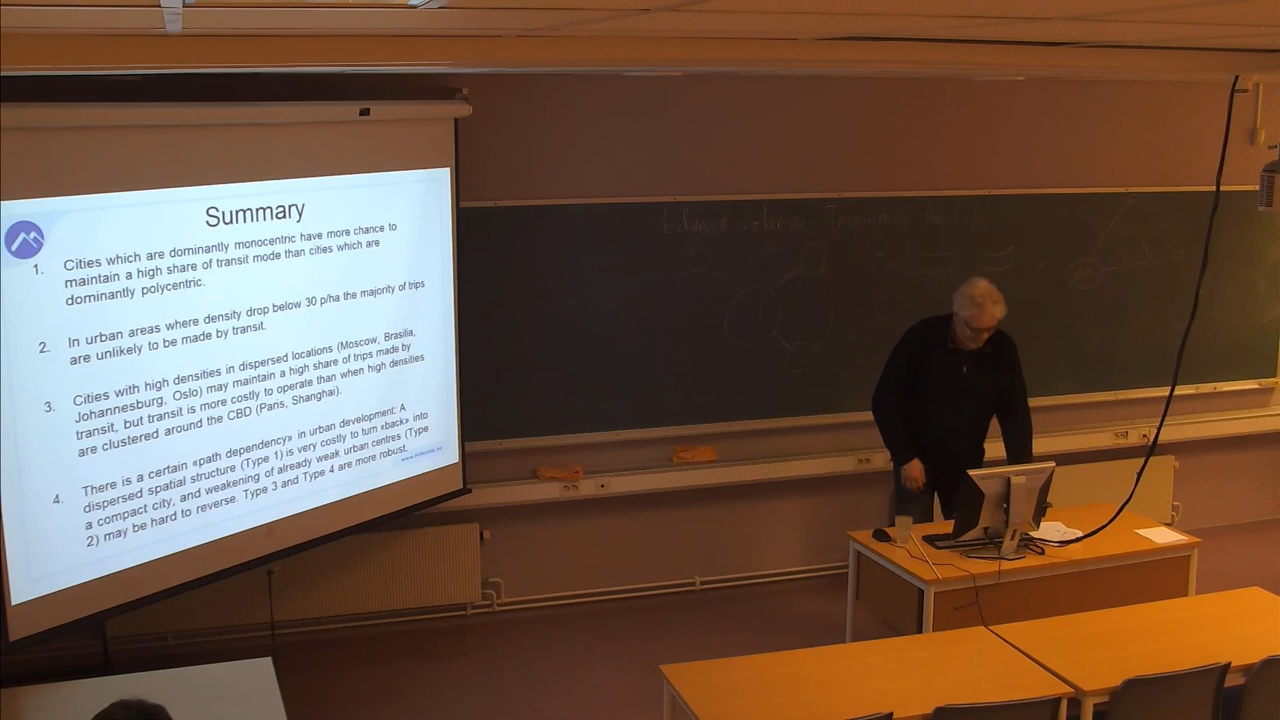 Summary
1. Cities which are dominantly monocentric have more chance to
maintain a high share of transit mode than cities which are
dominantly polycentric.
2. In urban areas where density drop below 30 p/ha the majority of trips
are unlikely to be made by transit.
3. Cities with high densities in dispersed locations (Moscow, Brasilia,
Johannesburg, Oslo) may maintain a high share of trips made by
transit, but transit is more costly to operate than when high densities
are clustered around the CBD (Paris, Shanghai).
4. There is a certain «path dependency» in urban development: A
dispersed spatial structure (Type 1) is very costly to turn «back» into
a compact city, and weakening of already weak urban centres (Type
2) may be hard to reverse. Type 3 and Type 4 are more robust.